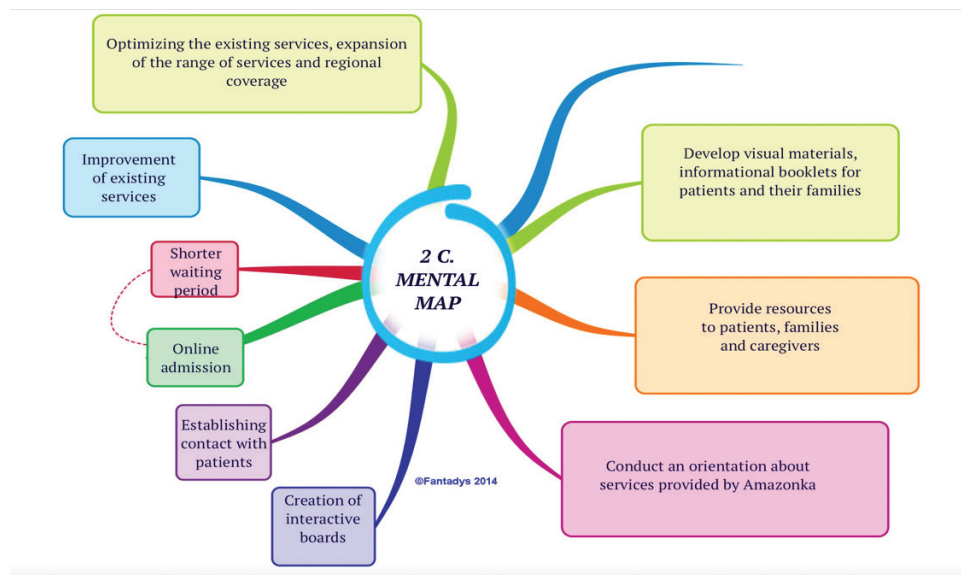 Optimizing the existing services, expansion
of the range of services and regional
coverage
Improvement
of existing
services
Shorter
waiting
period
Online
admission
Establishing
contact with
patients
Creation of
interactive
boards
2 C.
MENTAL
MAP
©Fantadys 2014
Develop visual materials,
informational booklets for
patients and their families
Provide resources
to patients, families
and caregivers
Conduct an orientation about
services provided by Amazonka